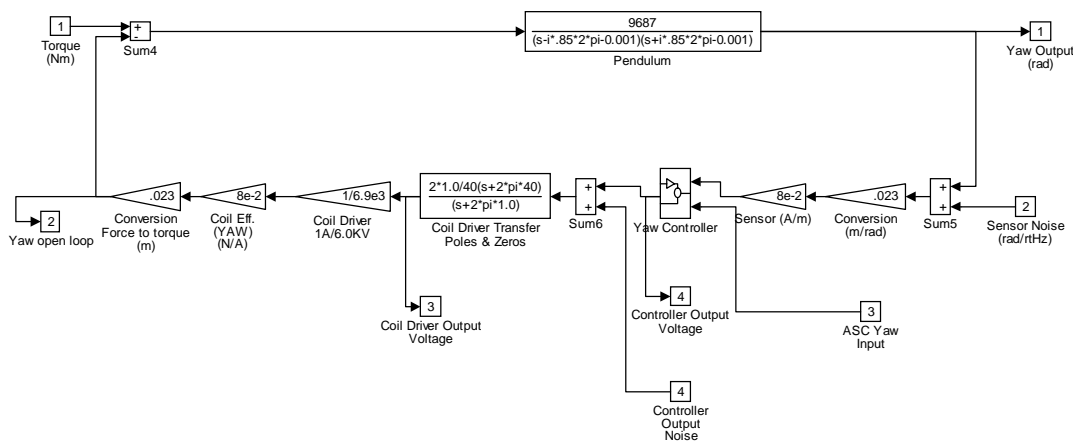 1
Torque
(Nm)
+
-
Sum4
9687
(s-i*.85*2*pi-0.001)(s+i*.85*2*pi-0.001)
Pendulum
1
Yaw Output
(rad)
.023
Conversion
Force to torque
(m)
8e-2
Coil Eff.
(YAW)
(N/A)
1/6.9e3
Coil Driver
1A/6.0KV
2*1.0/40(s+2*pi*40)
(s+2*pi*1.0)
Coil Driver Transfer
Poles & Zeros
+
+
Sum6
Yaw Controller
8e-2
Sensor (A/m)
.023
Conversion
(m/rad)
+
+
Sum5
2
Sensor Noise
(rad/rtHz)
2
Yaw open loop
3
Coil Driver Output
Voltage
4
Controller Output
Voltage
3
ASC Yaw
Input
4
Controller
Output
Noise